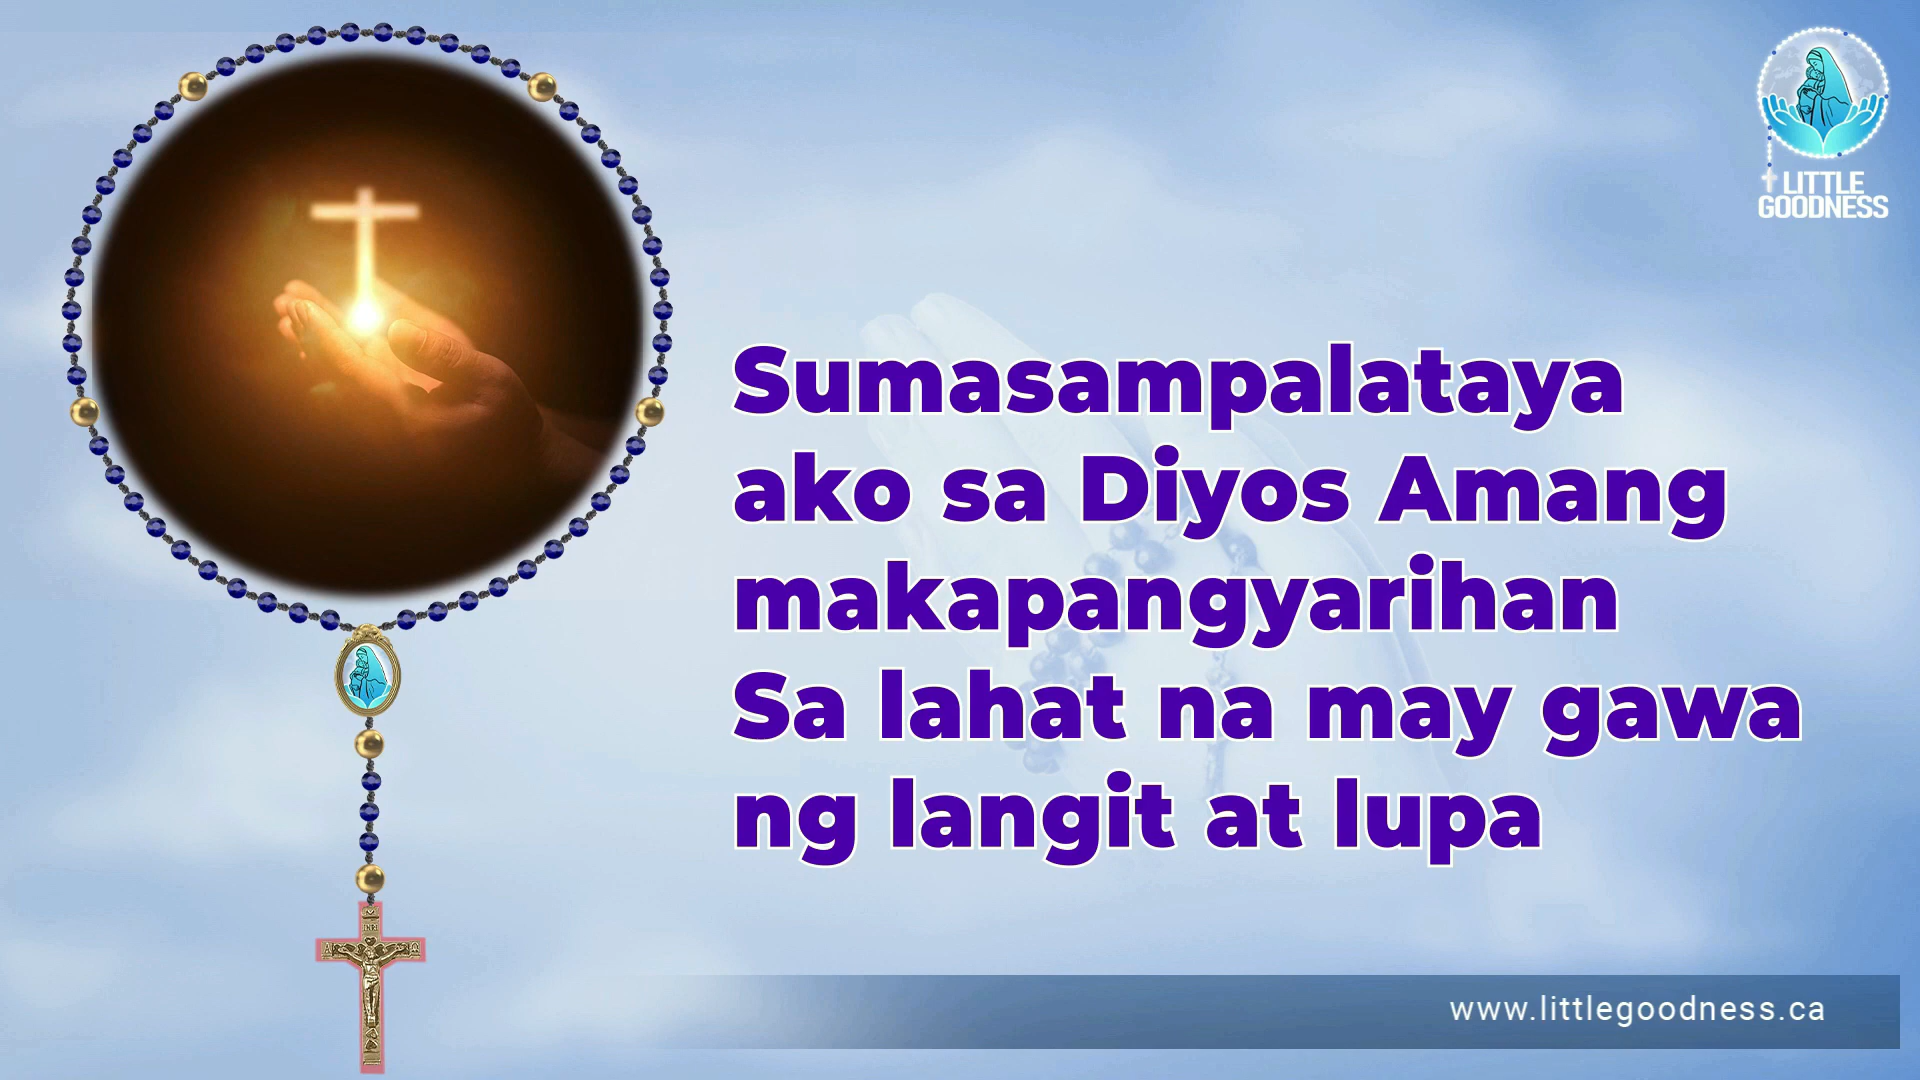 LITTLE
GOODNESS
Sumasampalataya
ako sa Diyos Amang
makapangyarihan
Sa lahat na may gawa
ng langit at lupa
INRI
A Ω
www.littlegoodness.ca